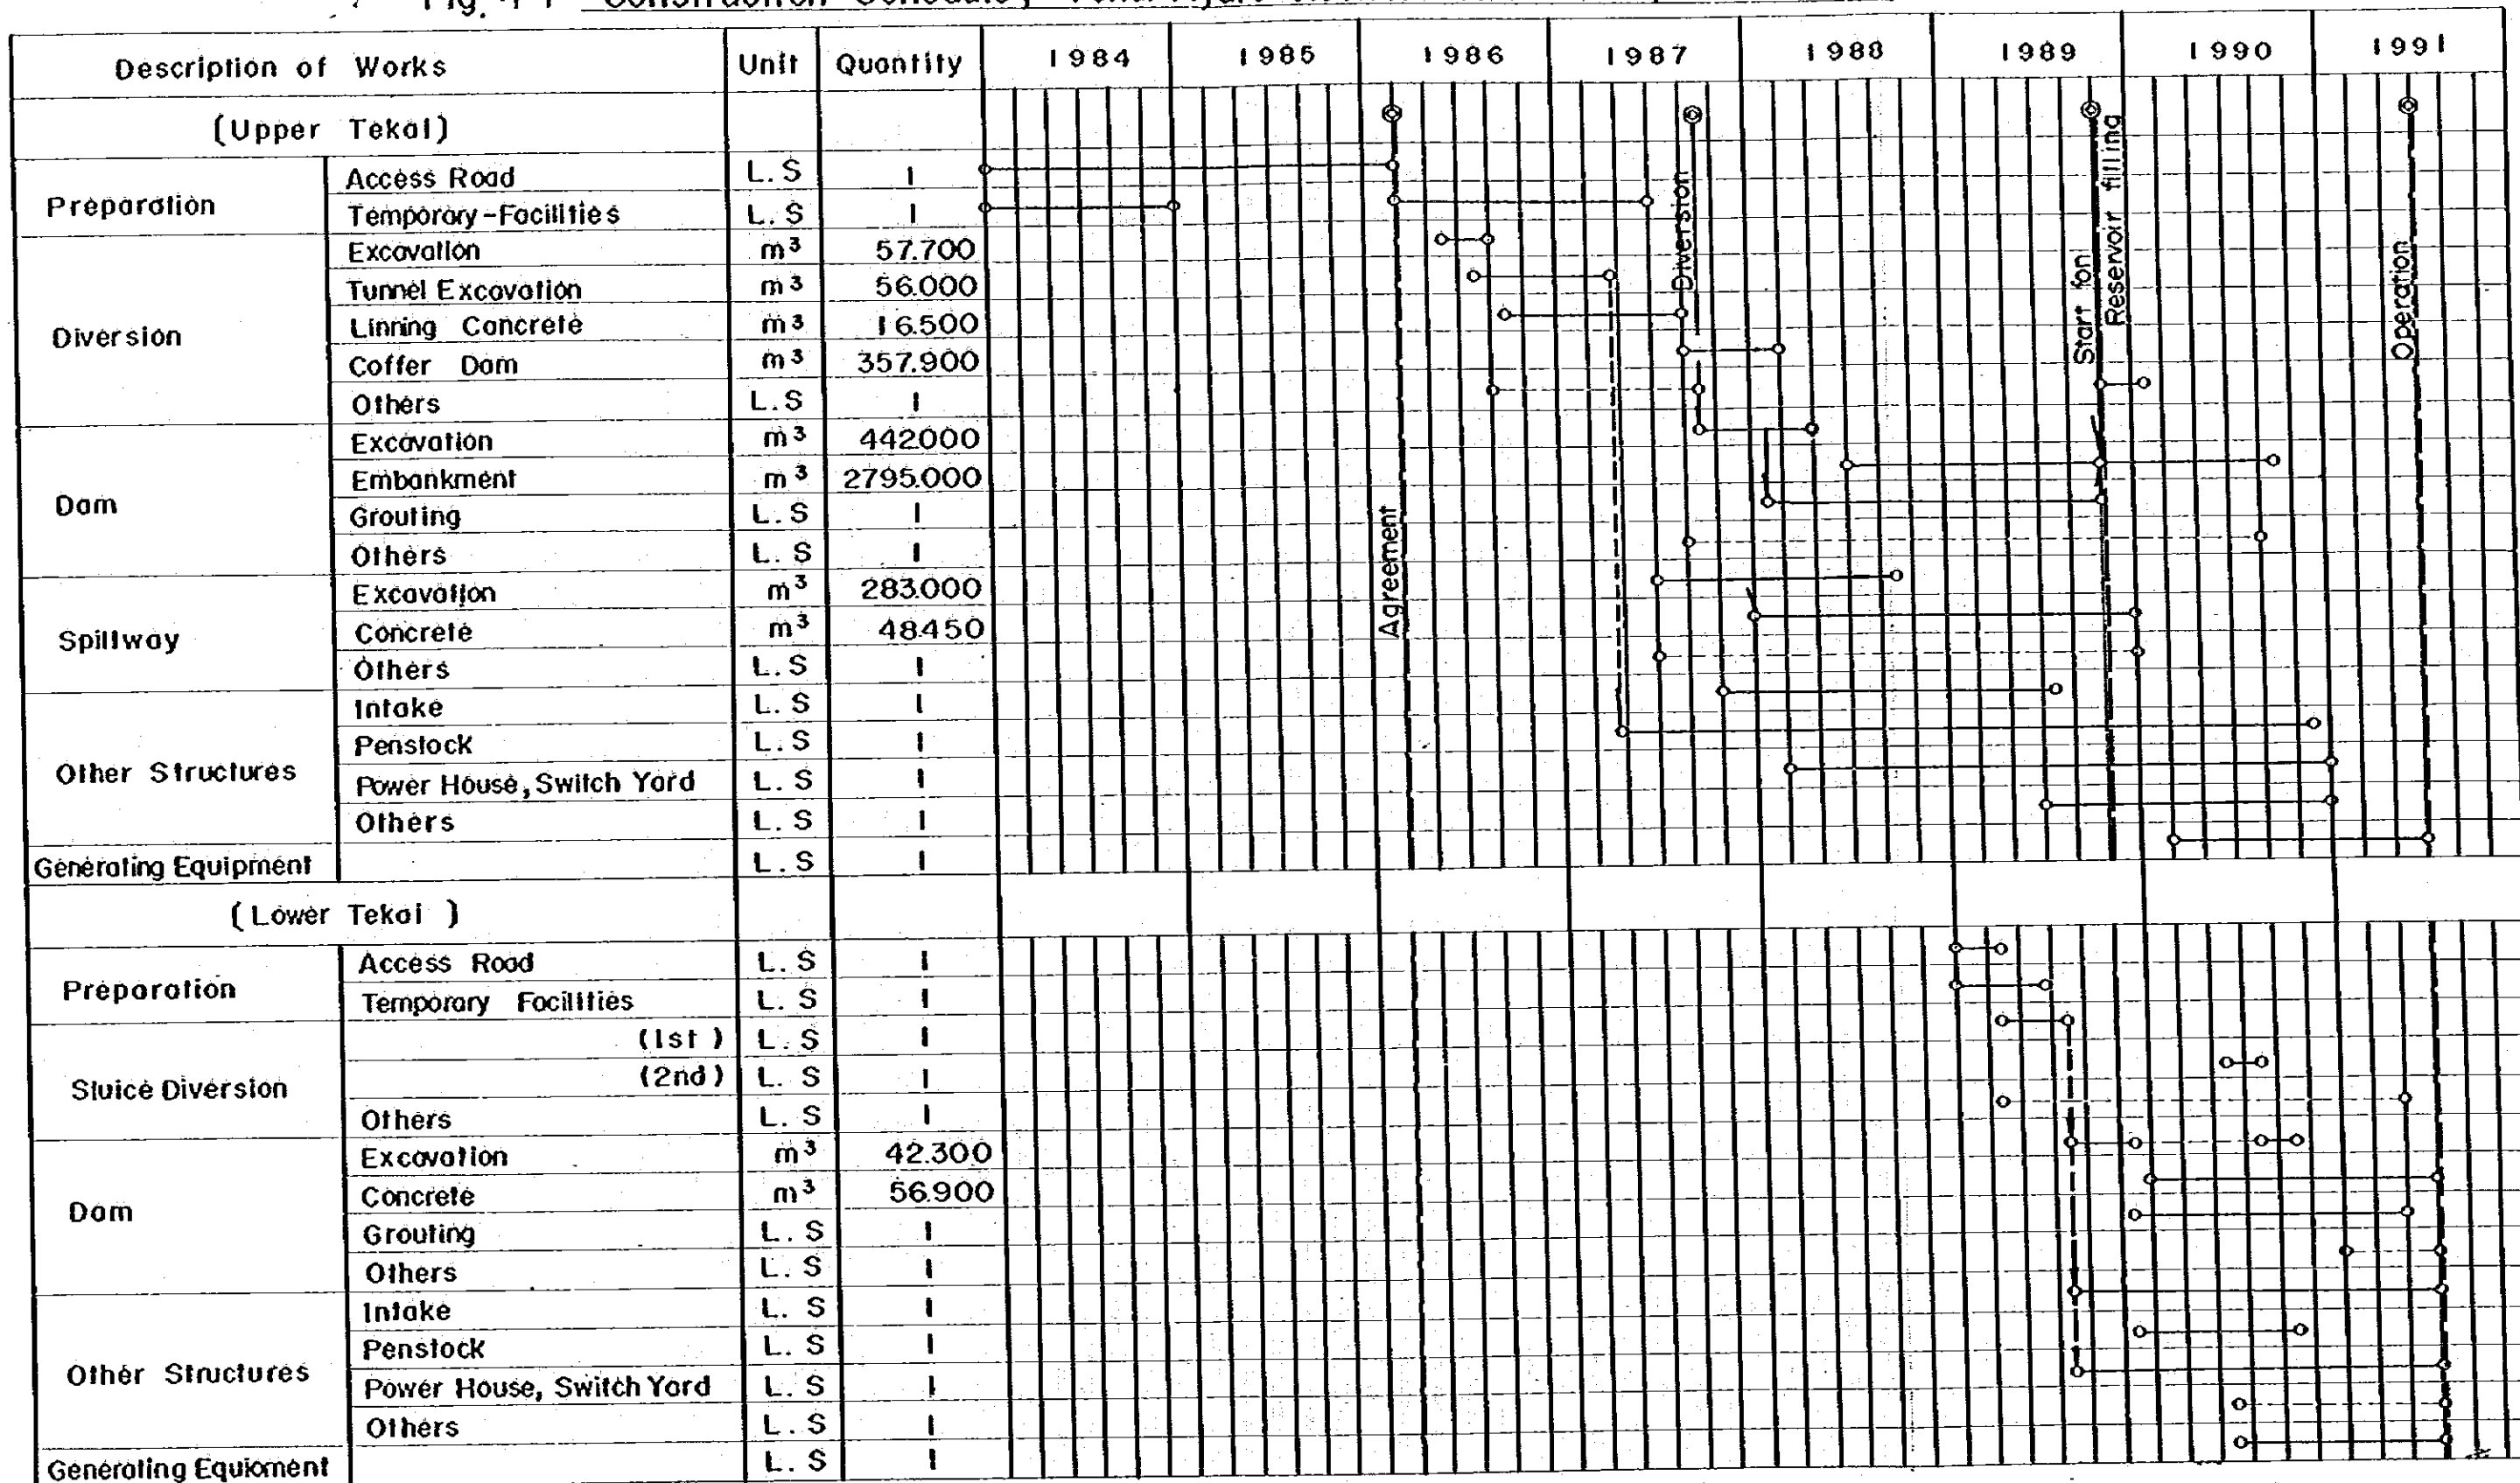 Construction Schedule,
Description of Works Unit Quantity 1984 1985 1986 1987 1988 1989 1990 1991
(Upper Tekai)
Preparation
Access Road L.S 1
Temporary-Facilities L.S 1
Diversion
Excavation m³ 57.700
Tunnel Excavation m³ 56.000
Linning Concrete m³ 16.500
Coffer Dam m³ 357.900
Others L.S 1
Dam
Excavation m³ 442000
Embankment m³ 2795.000
Grouting L.S 1
Others L.S 1
Spillway
Excavation m³ 283.000
Concrete m³ 48450
Others L.S 1
Other Structures
Intake L.S 1
Penstock L.S 1
Power House, Switch Yard L.S 1
Others L.S 1
Generating Equipment L.S 1
Agreement
Diversion
Start fon
Reservoir filling
Operation
(Lower Tekai)
Preparation
Access Road L.S 1
Temporary Facilities L.S 1
Sluice Diversion
(1st) L.S 1
(2nd) L.S 1
Others L.S 1
Dam
Excavation m³ 42.300
Concrete m³ 56.900
Grouting L.S 1
Others L.S 1
Other Structures
Intake L.S 1
Penstock L.S 1
Power House, Switch Yard L.S 1
Others L.S 1
Generating Equioment L.S 1